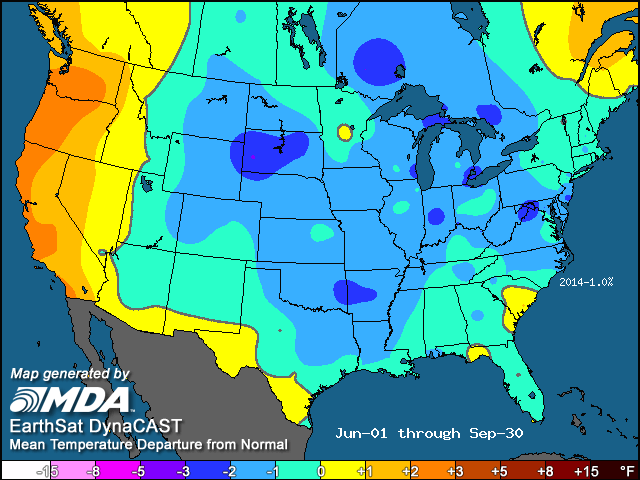 2014-1.0%
Map generated by
MDA
EarthSat DynaCAST
Mean Temperature Departure from Normal
Jun-01 through Sep-30
-15 -8 -5 -3 -2 -1 0 +1 +2 +3 +5 +8 +15 °F